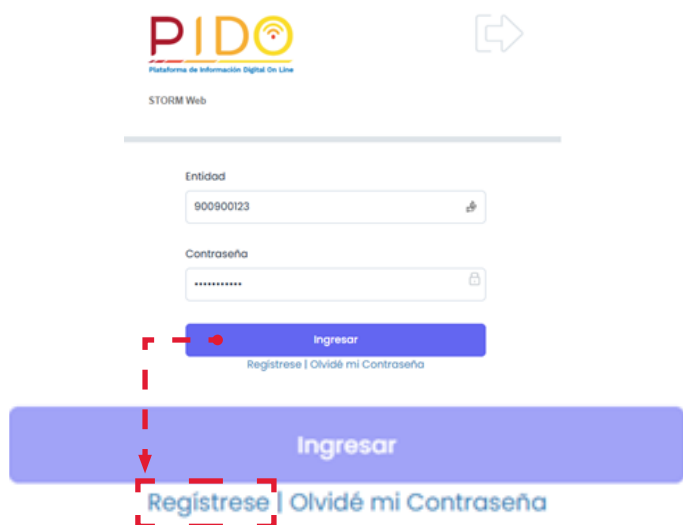 PIDO
Plataforma de Información Digital On Line
STORM Web
Entidad
900900123
Contraseña
•••••••••••
Ingresar
Regístrese | Olvidé mi Contraseña
Ingresar
Regístrese | Olvidé mi Contraseña